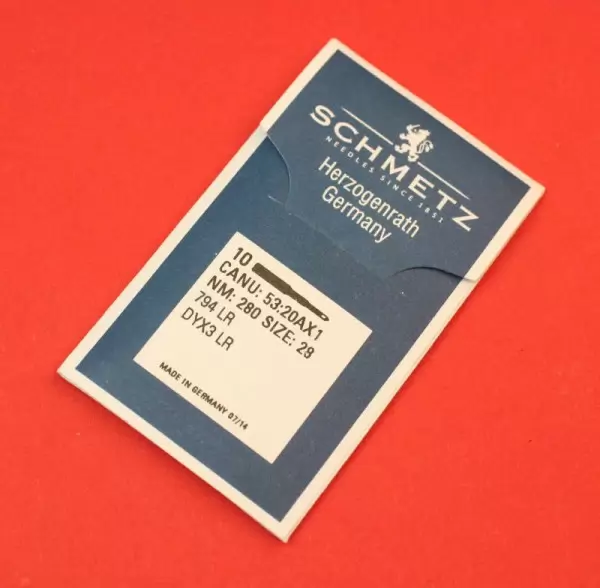 SCHMETZ
NEEDLES SINCE 1851
Herzogenrath
Germany
10
CANU: 53:20AX1
NM: 280 SIZE: 28
794 LR
DYX3 LR
MADE IN GERMANY 07/14